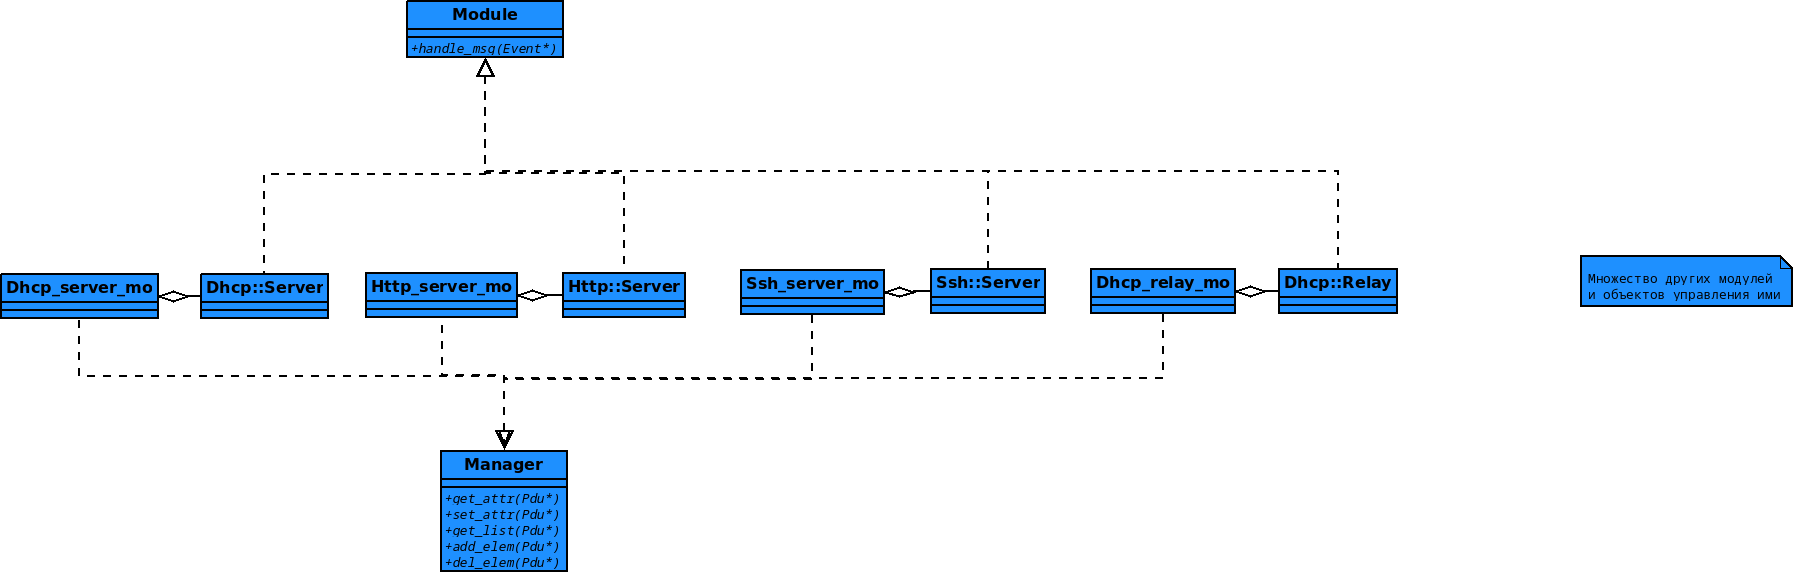 Module
+handle_msg(Event*)
Dhcp_server_mo
Dhcp::Server
Http_server_mo
Http::Server
Ssh_server_mo
Ssh::Server
Dhcp_relay_mo
Dhcp::Relay
Множество других модулей
и объектов управления ими
Manager
+get_attr(Pdu*)
+set_attr(Pdu*)
+get_list(Pdu*)
+add_elem(Pdu*)
+del_elem(Pdu*)